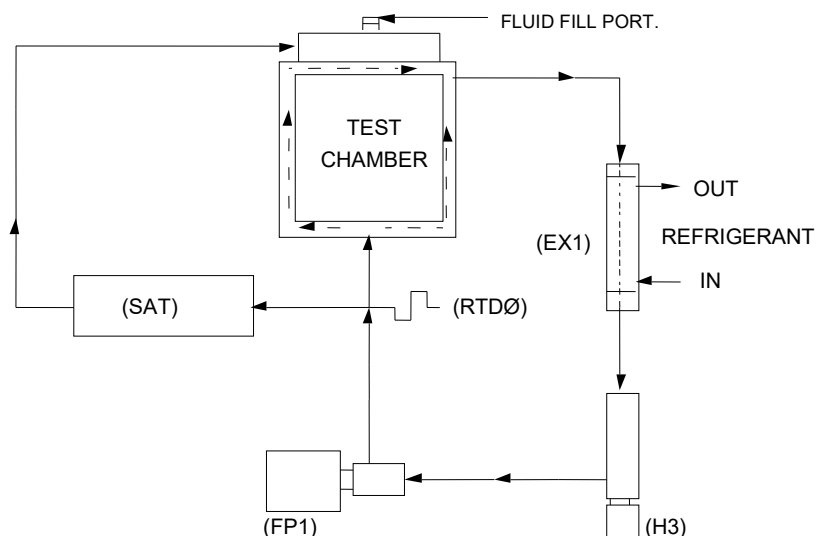 FLUID FILL PORT.
TEST
CHAMBER
OUT
(EX1)
REFRIGERANT
IN
(SAT)
(RTDØ)
(FP1)
(H3)